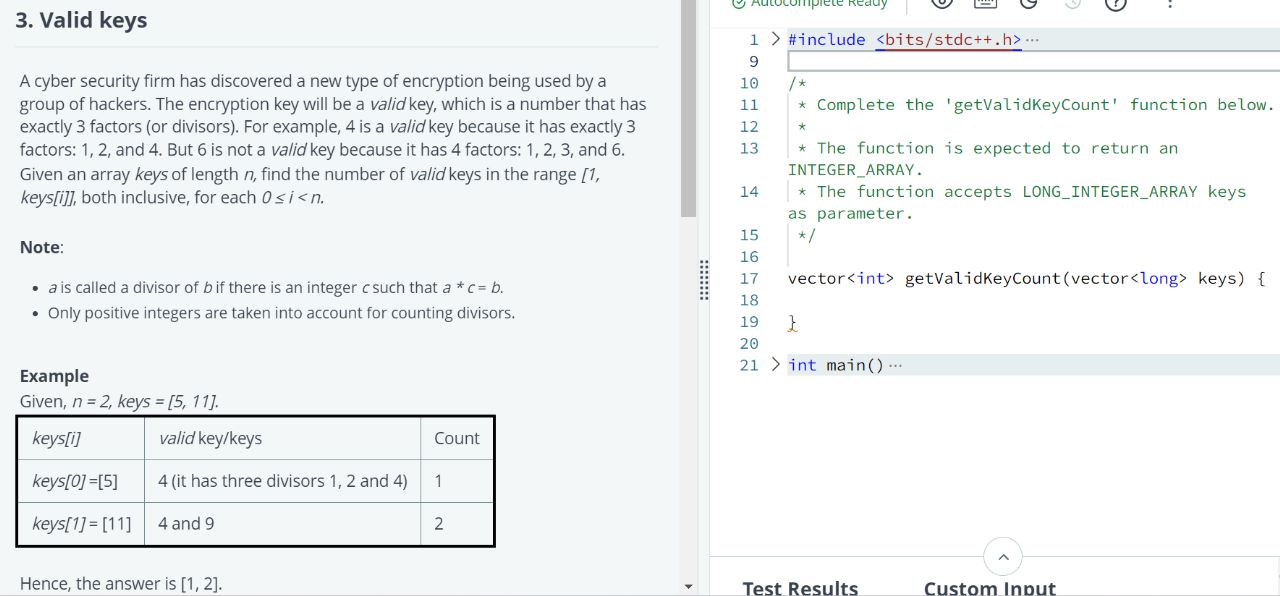 3. Valid keys
A cyber security firm has discovered a new type of encryption being used by a
group of hackers. The encryption key will be a valid key, which is a number that has
exactly 3 factors (or divisors). For example, 4 is a valid key because it has exactly 3
factors: 1, 2, and 4. But 6 is not a valid key because it has 4 factors: 1, 2, 3, and 6.
Given an array keys of length n, find the number of valid keys in the range [1,
keys[i]], both inclusive, for each 0 ≤ i < n.
Note:
• a is called a divisor of b if there is an integer c such that a * c = b.
• Only positive integers are taken into account for counting divisors.
Example
Given, n = 2, keys = [5, 11].
keys[i] valid key/keys Count
keys[0] =[5] 4 (it has three divisors 1, 2 and 4) 1
keys[1] = [11] 4 and 9 2
Hence, the answer is [1, 2].
Autocomplete Ready
1 #include <bits/stdc++.h> ...
9
10 /*
11 * Complete the 'getValidKeyCount' function below.
12 *
13 * The function is expected to return an
INTEGER_ARRAY.
14 * The function accepts LONG_INTEGER_ARRAY keys
as parameter.
15 */
16
17 vector<int> getValidKeyCount(vector<long> keys) {
18
19 }
20
21 int main() ...
Test Results Custom Input